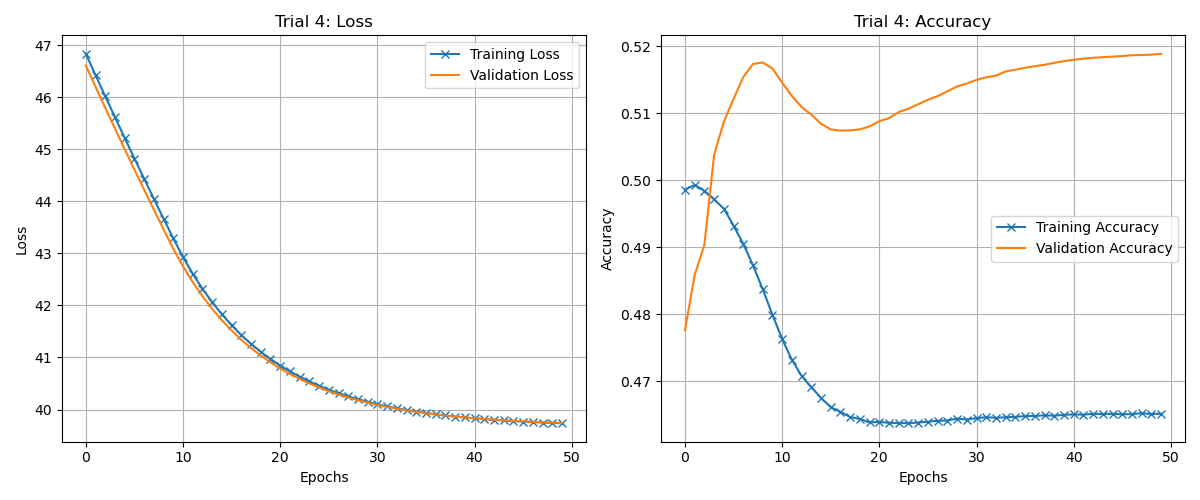 Trial 4: Loss
47
46
45
44
43
42
41
40
Loss
Training Loss
Validation Loss
0
10
20
30
40
50
Epochs
Trial 4: Accuracy
0.52
0.51
0.50
0.49
0.48
0.47
Accuracy
Training Accuracy
Validation Accuracy
0
10
20
30
40
50
Epochs